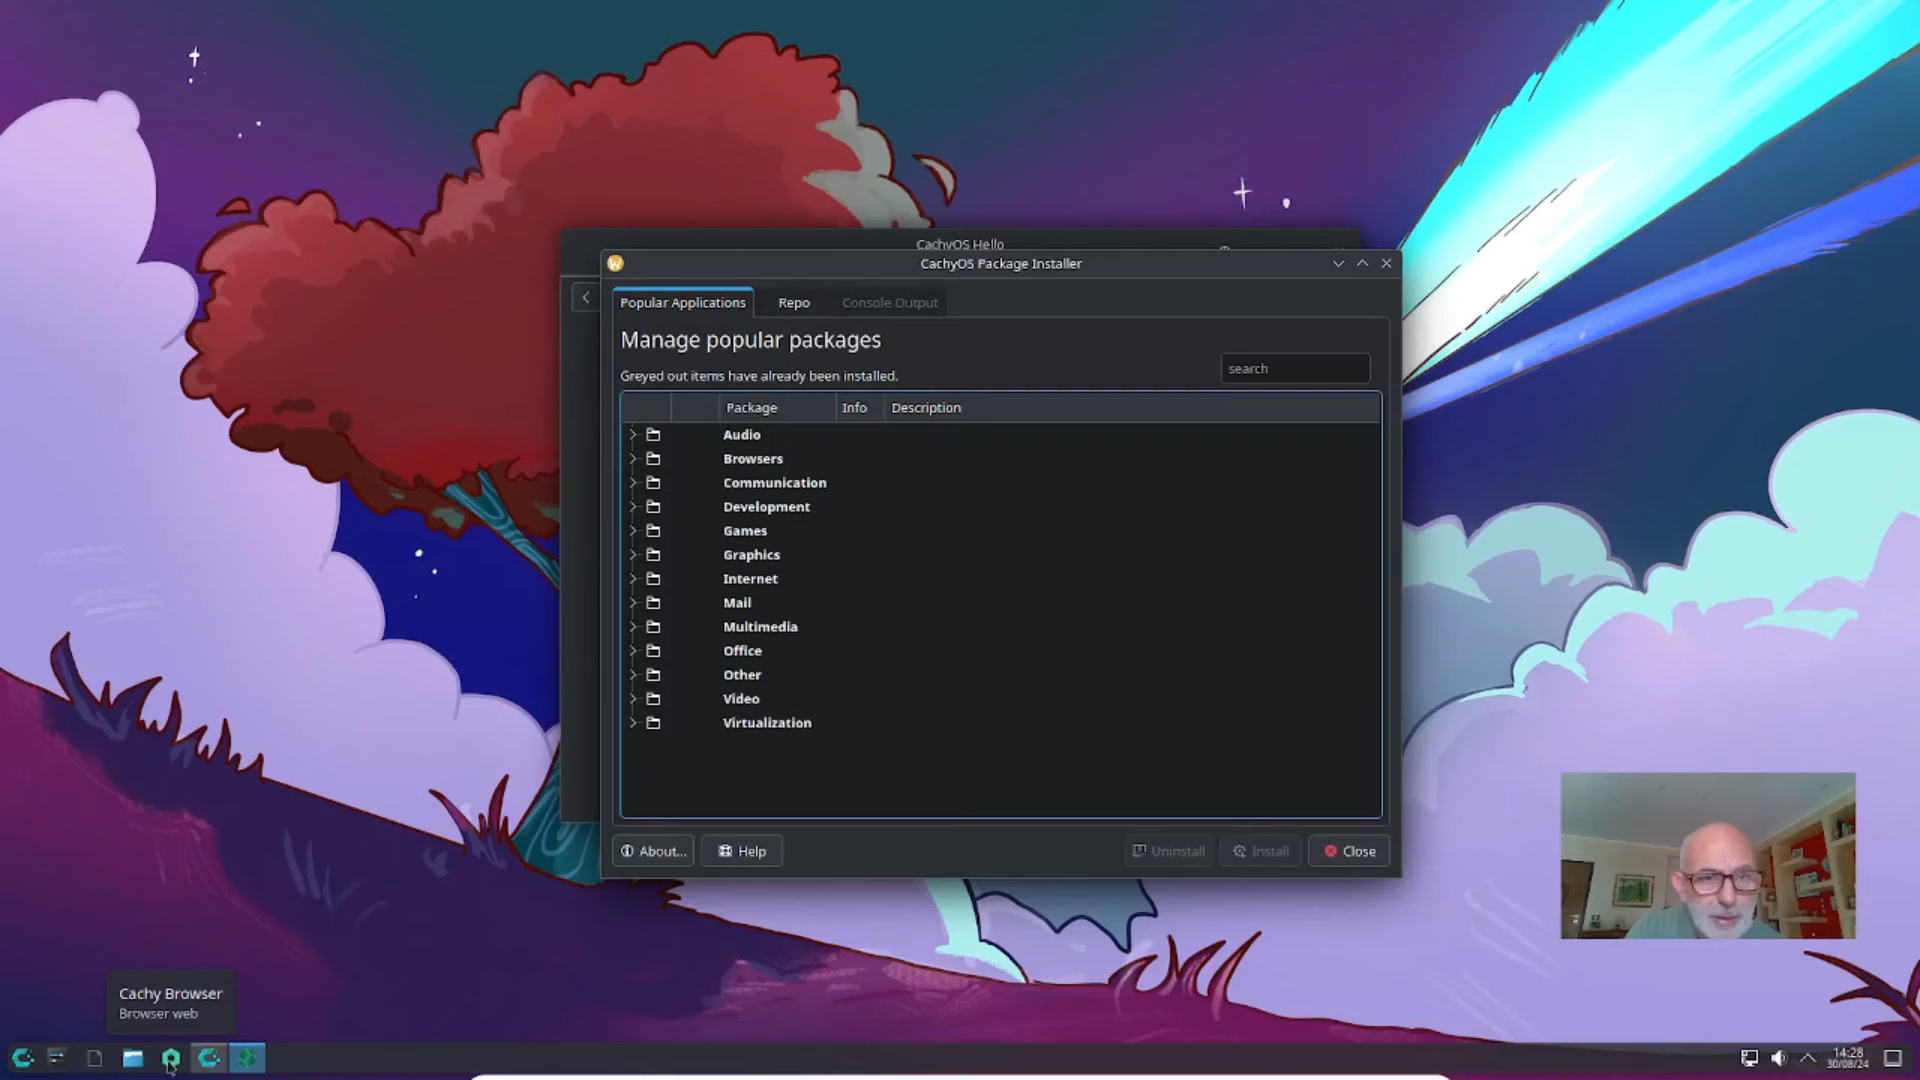 CachyOS Hello
CachyOS Package Installer
Popular Applications
Repo
Console Output
Manage popular packages
Greyed out items have already been installed.
search
Package
Info
Description
Audio
Browsers
Communication
Development
Games
Graphics
Internet
Mail
Multimedia
Office
Other
Video
Virtualization
About...
Help
Uninstall
Install
Close
Cachy Browser
Browser web
14:28
30/08/24